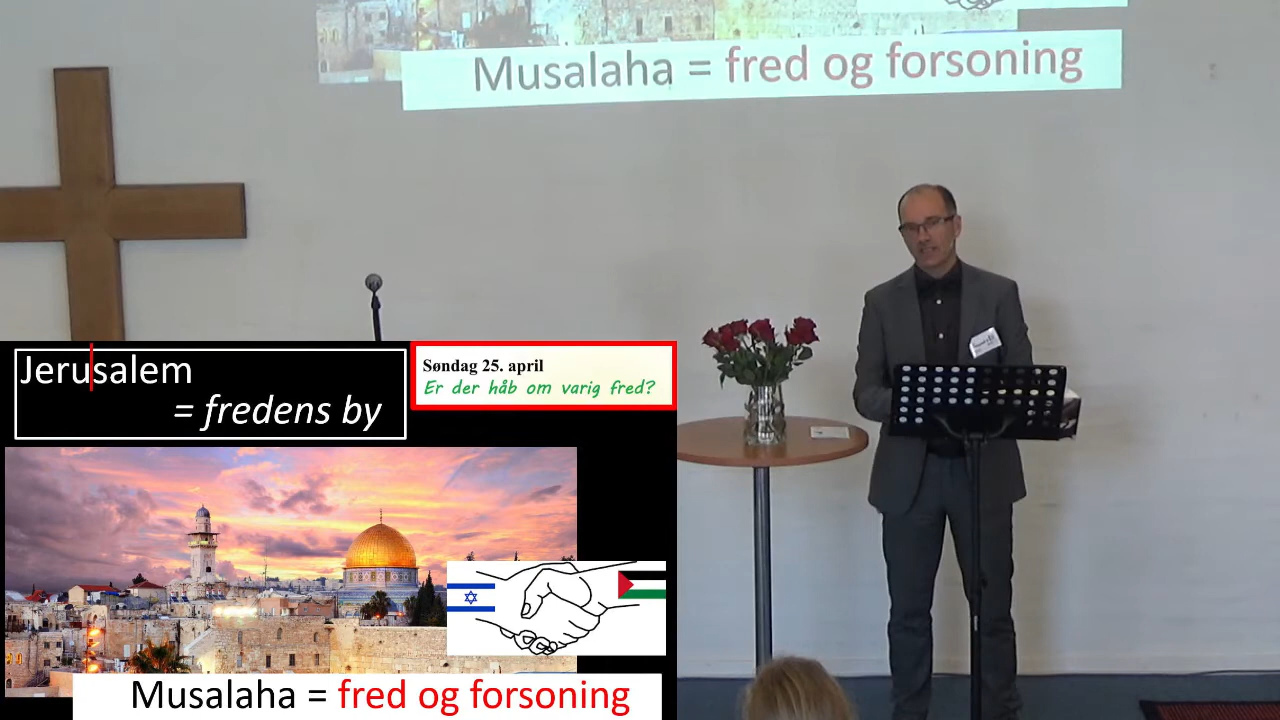 Musalaha = fred og forsoning
Jerusalem
= fredens by
Søndag 25. april
Er der håb om varig fred?
Musalaha = fred og forsoning